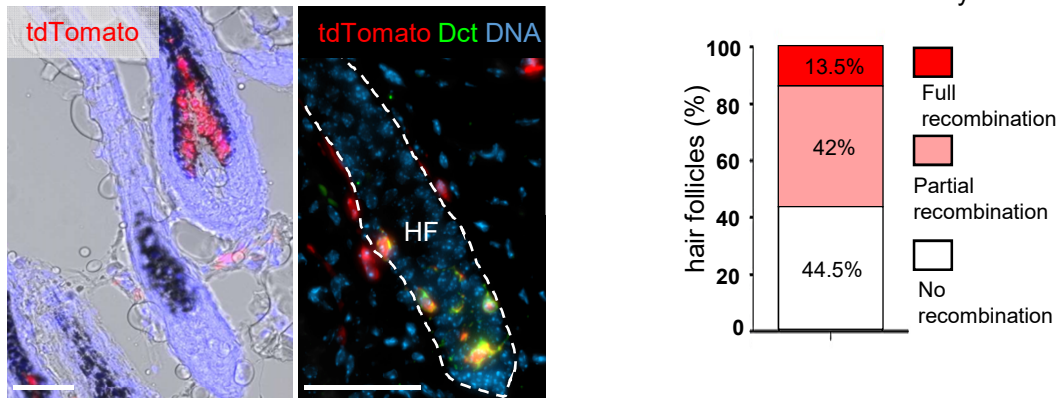 tdTomato
tdTomato Dct DNA
HF
hair follicles (%)
100
80
60
40
20
0
13.5%
42%
44.5%
Full
recombination
Partial
recombination
No
recombination